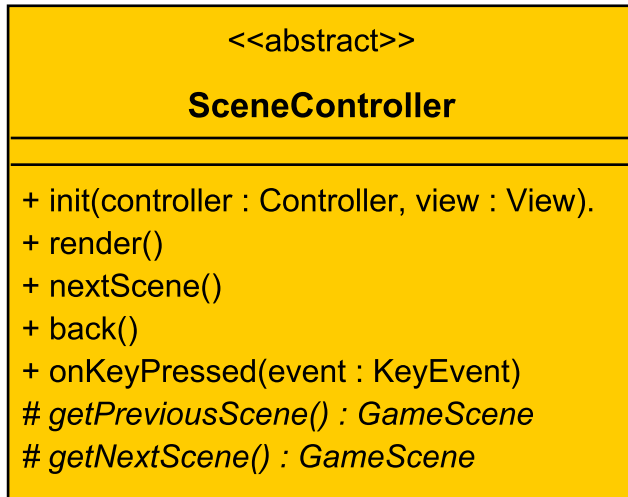 <<abstract>>
SceneController
+ init(controller : Controller, view : View).
+ render()
+ nextScene()
+ back()
+ onKeyPressed(event : KeyEvent)
# getPreviousScene() : GameScene
# getNextScene() : GameScene